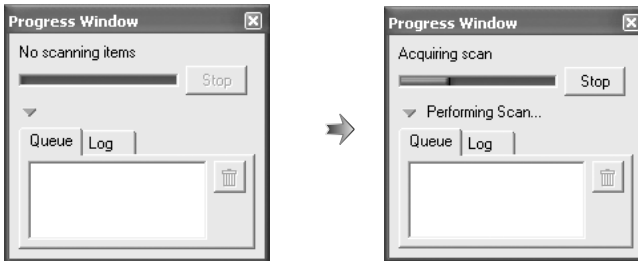 Progress Window
No scanning items
Stop
Queue Log
Progress Window
Acquiring scan
Stop
Performing Scan...
Queue Log